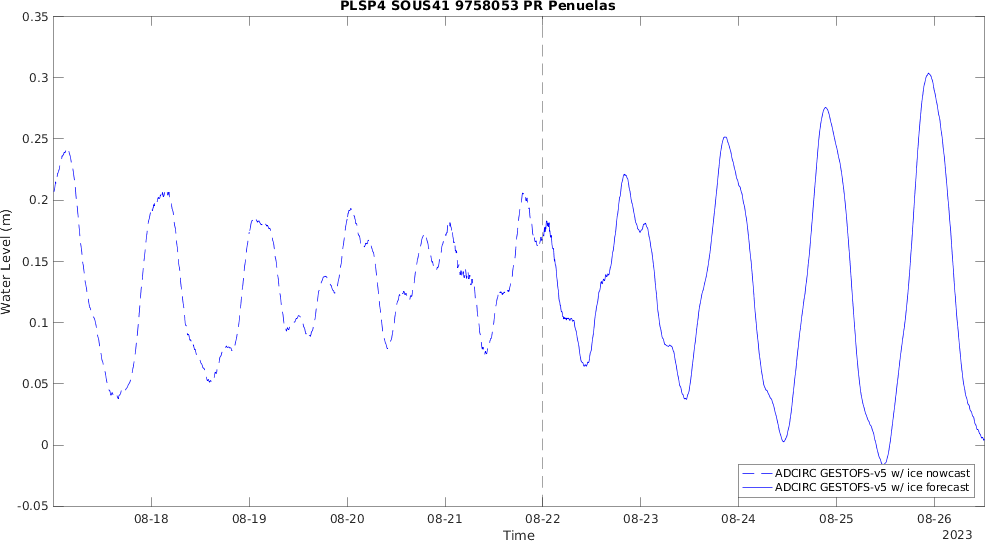 PLSP4 SOUS41 9758053 PR Penuelas
0.35
0.3
0.25
0.2
0.15
0.1
0.05
0
-0.05
Water Level (m)
ADCIRC GESTOFS-v5 w/ ice nowcast
ADCIRC GESTOFS-v5 w/ ice forecast
08-18 08-19 08-20 08-21 08-22 08-23 08-24 08-25 08-26
Time
2023